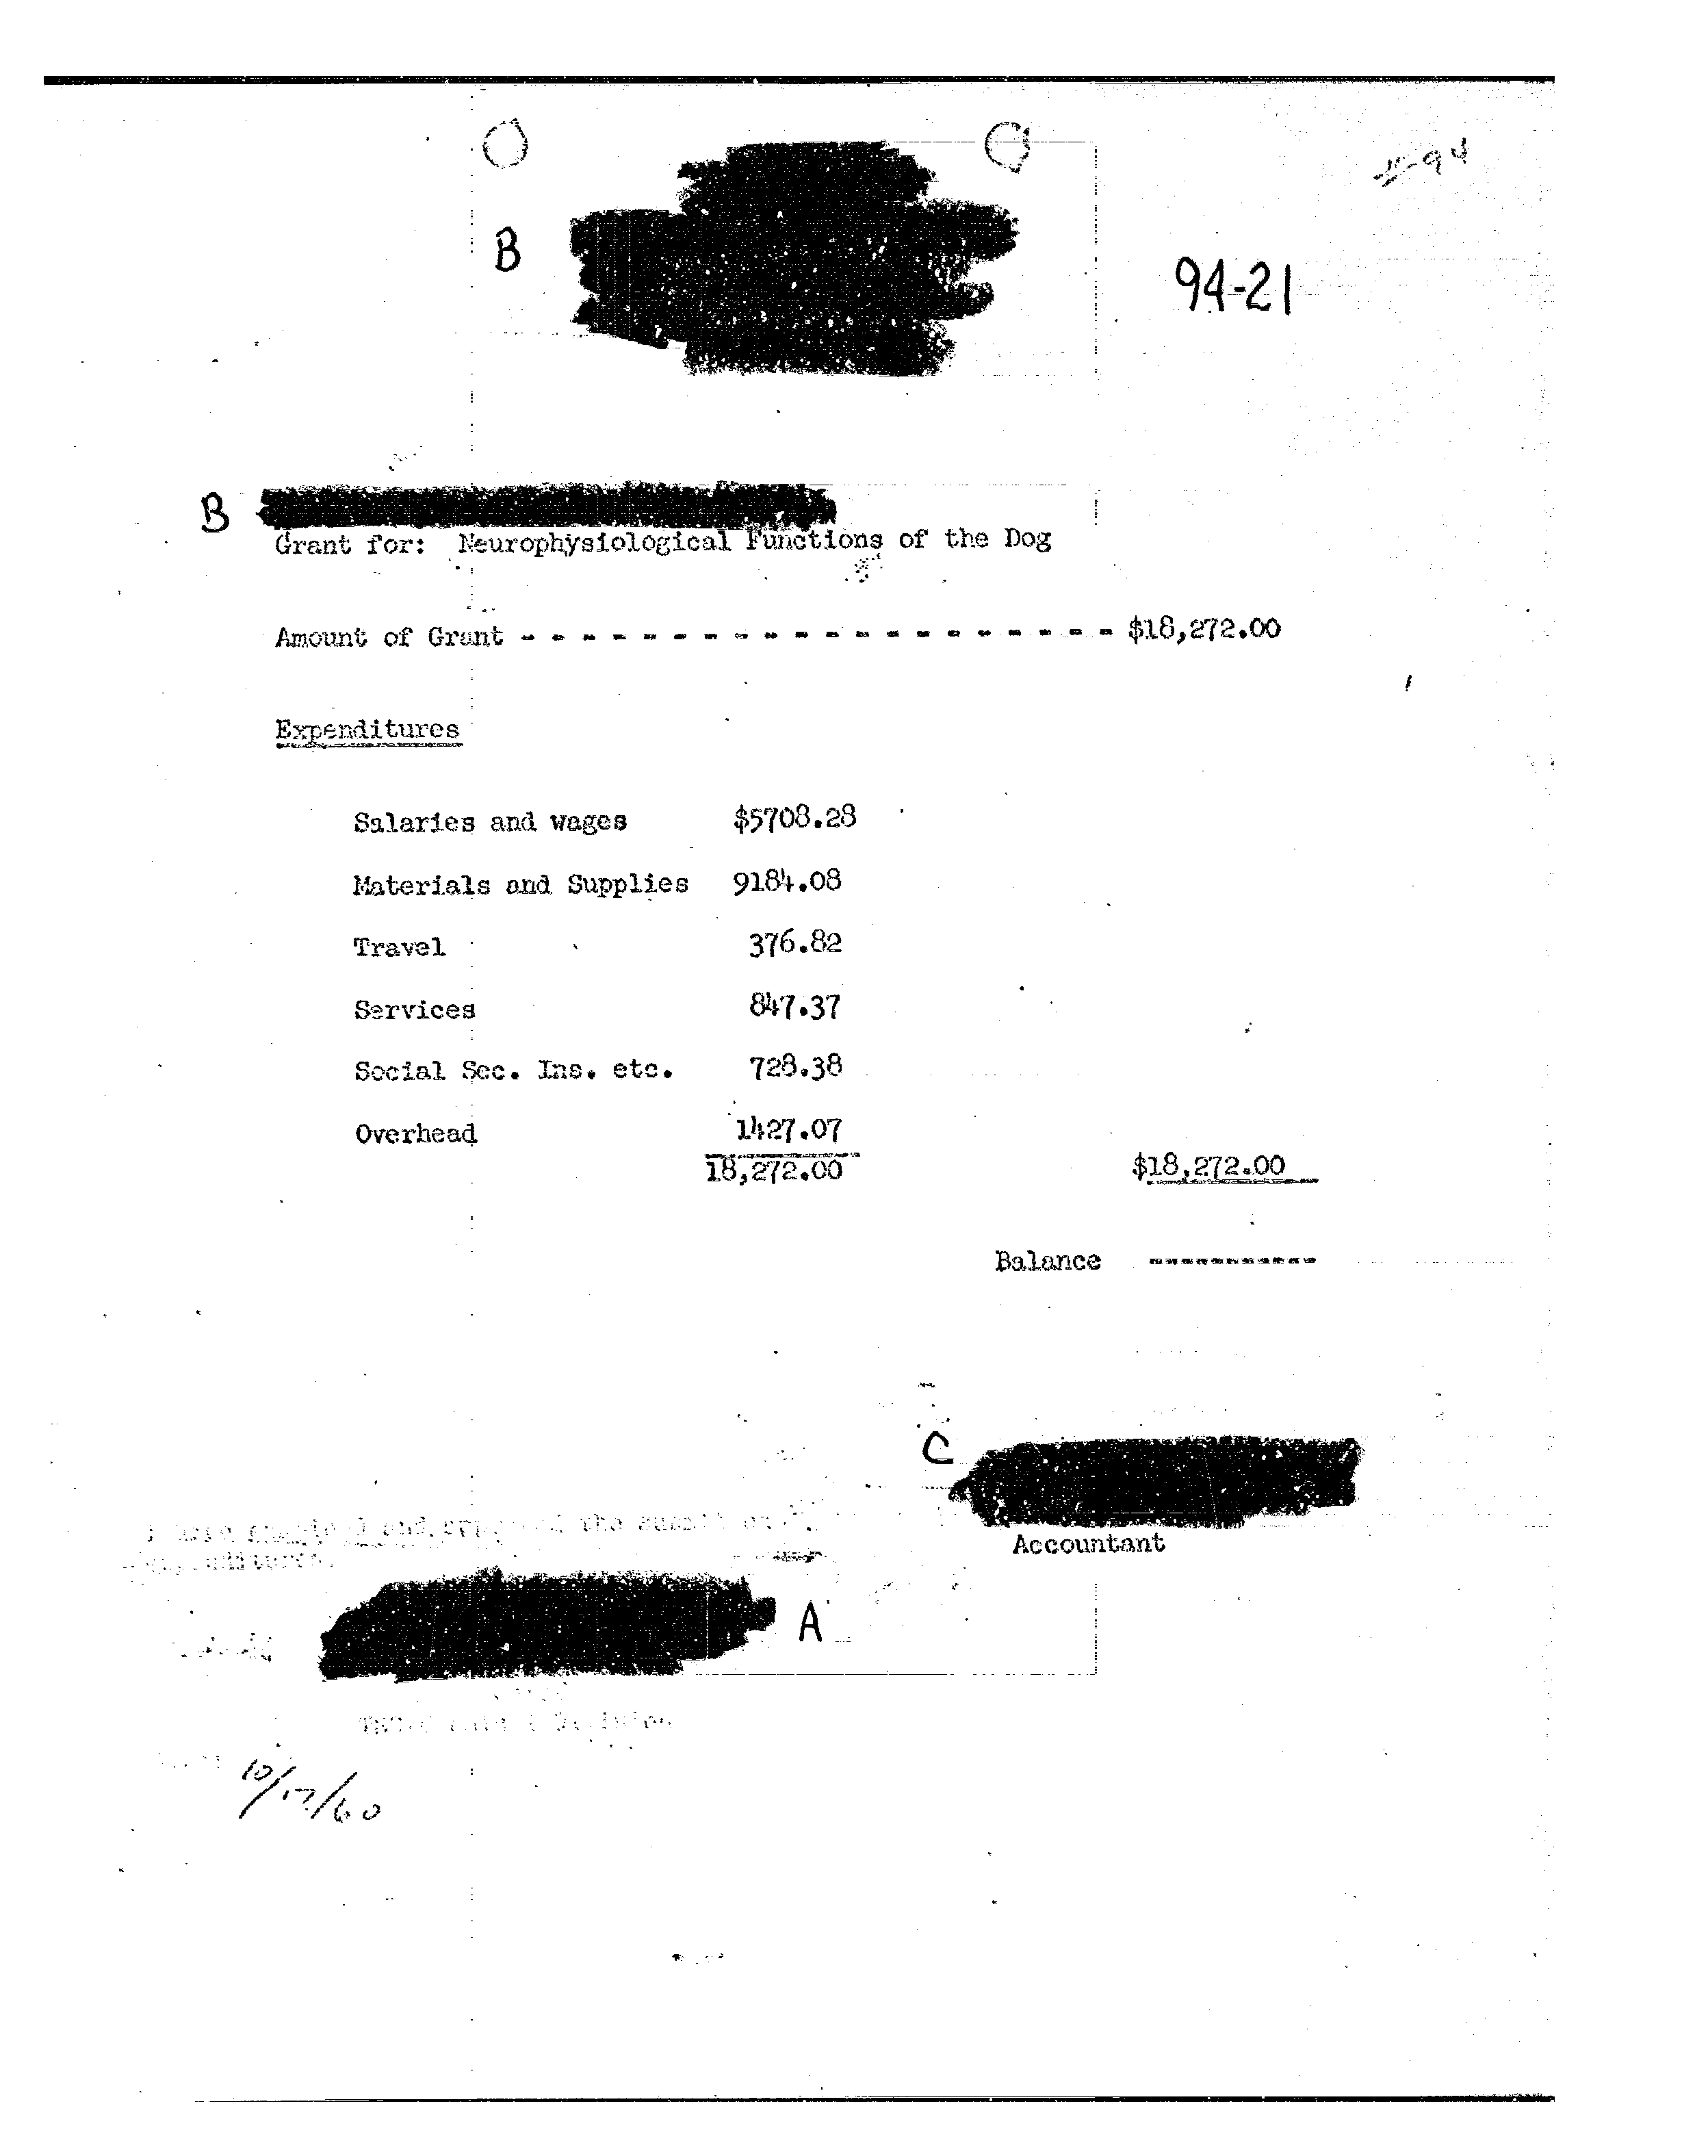 B
94-21
B
Grant for: Neurophysiological Functions of the Dog
Amount of Grant - - - - - - - - - - - - - - - - - - - - $18,272.00
Expenditures
Salaries and wages $5708.28
Materials and Supplies 9184.08
Travel 376.82
Services 847.37
Social Sec. Ins. etc. 728.38
Overhead 1427.07
18,272.00 $18,272.00
Balance -----------
C
Accountant
and the
A
10/17/60